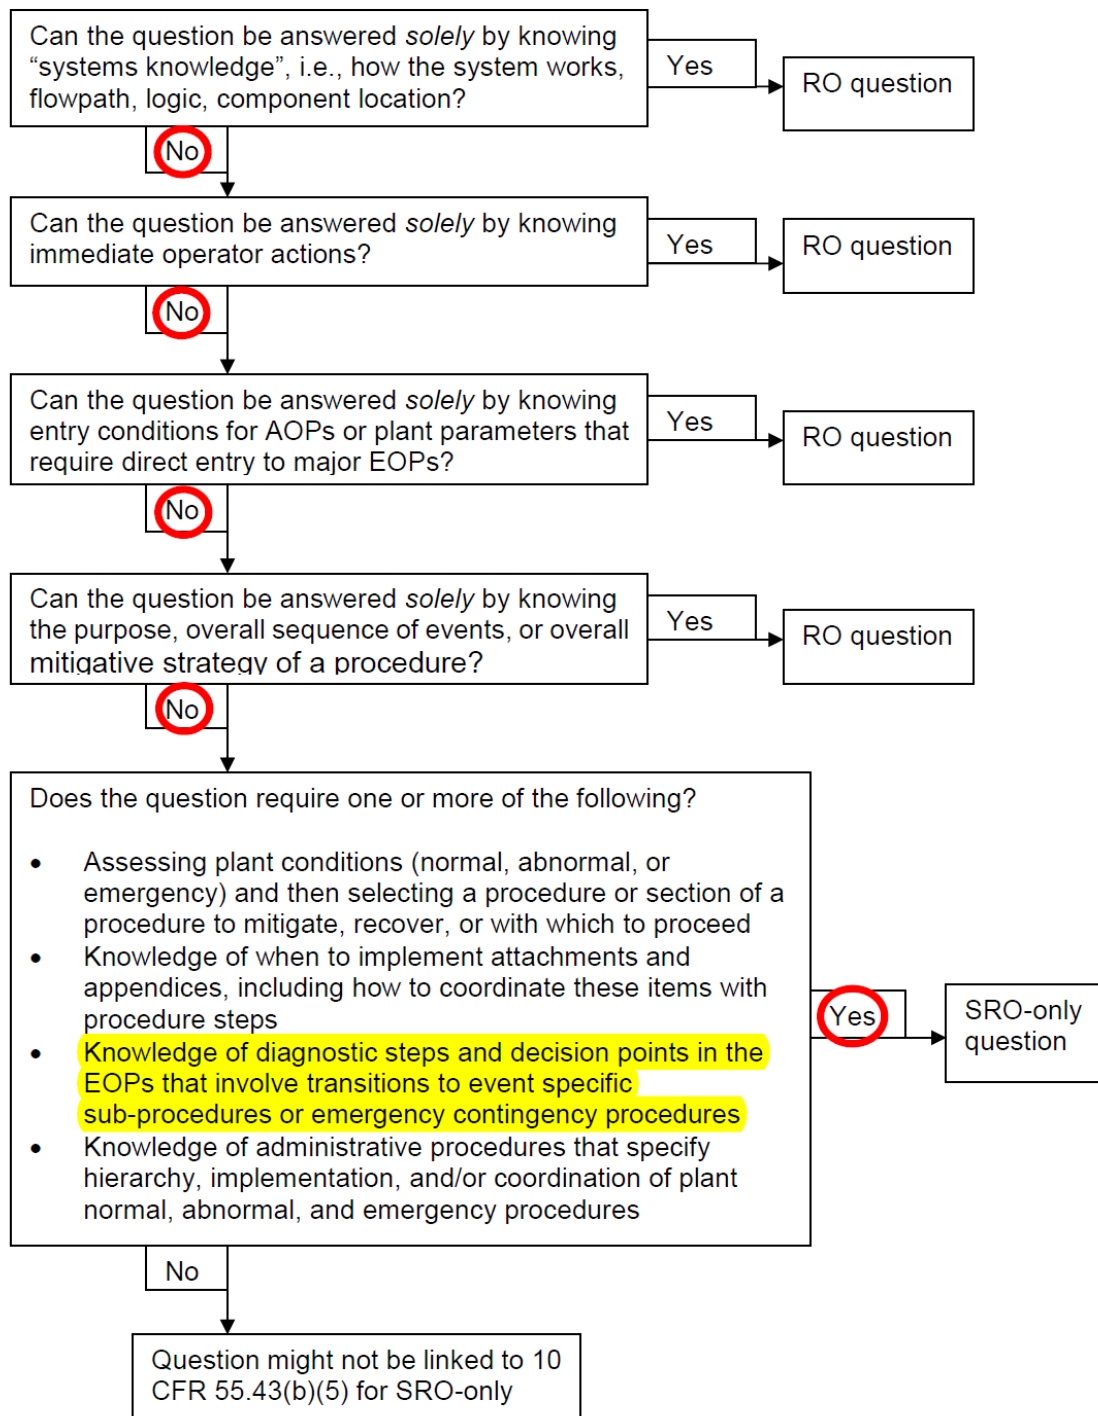 Can the question be answered solely by knowing
“systems knowledge”, i.e., how the system works,
flowpath, logic, component location?
Yes
RO question
No
Can the question be answered solely by knowing
immediate operator actions?
Yes
RO question
No
Can the question be answered solely by knowing
entry conditions for AOPs or plant parameters that
require direct entry to major EOPs?
Yes
RO question
No
Can the question be answered solely by knowing
the purpose, overall sequence of events, or overall
mitigative strategy of a procedure?
Yes
RO question
No
Does the question require one or more of the following?
• Assessing plant conditions (normal, abnormal, or
emergency) and then selecting a procedure or section of a
procedure to mitigate, recover, or with which to proceed
• Knowledge of when to implement attachments and
appendices, including how to coordinate these items with
procedure steps
• Knowledge of diagnostic steps and decision points in the
EOPs that involve transitions to event specific
sub-procedures or emergency contingency procedures
• Knowledge of administrative procedures that specify
hierarchy, implementation, and/or coordination of plant
normal, abnormal, and emergency procedures
Yes
SRO-only
question
No
Question might not be linked to 10
CFR 55.43(b)(5) for SRO-only